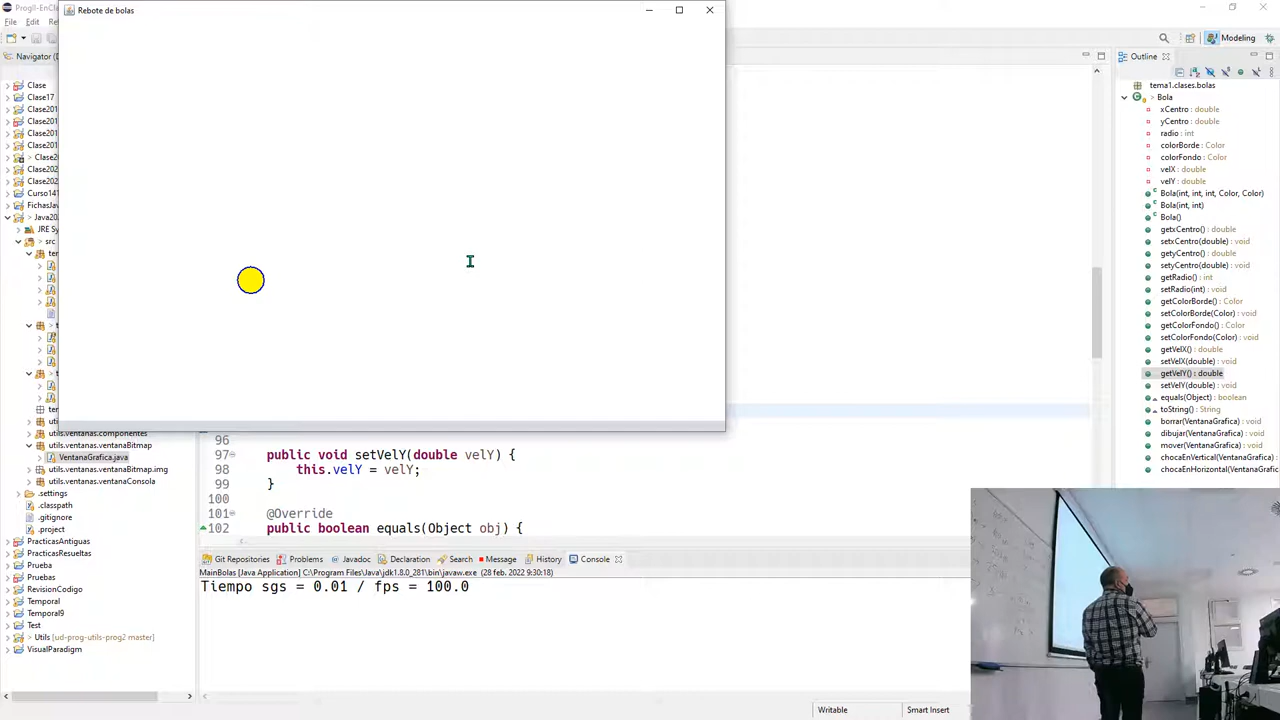 Rebote de bolas
File
Edit
Modeling
Navigator
Clase
Clase17
FichasJav
JRE Sy
src
utils.ventanas.componentes
utils.ventanas.ventanaBitmap
VentanaGrafica.java
utils.ventanas.ventanaBitmap.img
utils.ventanas.ventanaConsola
.settings
.classpath
.gitignore
.project
PracticasAntiguas
PracticasResueltas
Prueba
Pruebas
RevisionCodigo
Temporal
Temporal9
Test
Utils [ud-prog-utils-prog2 master]
VisualParadigm
96
97 public void setVelY(double velY) {
98 this.velY = velY;
99 }
100
101 @Override
102 public boolean equals(Object obj) {
Git Repositories Problems Javadoc Declaration Search Message History Console
MainBolas [Java Application] C:\Program Files\Java\jdk1.8.0_281\bin\javaw.exe (28 feb. 2022 9:30:18)
Tiempo sgs = 0.01 / fps = 100.0
Outline
tema1.clases.bolas
Bola
xCentro : double
yCentro : double
radio : int
colorBorde : Color
colorFondo : Color
velX : double
velY : double
Bola(int, int, int, Color, Color)
Bola(int, int)
Bola()
getxCentro() : double
setxCentro(double) : void
getyCentro() : double
setyCentro(double) : void
getRadio() : int
setRadio(int) : void
getColorBorde() : Color
setColorBorde(Color) : void
getColorFondo() : Color
setColorFondo(Color) : void
getVelX() : double
setVelX(double) : void
getVelY() : double
setVelY(double) : void
equals(Object) : boolean
toString() : String
borrar(VentanaGrafica) : void
dibujar(VentanaGrafica) : void
mover(VentanaGrafica) : void
chocaEnVertical(VentanaGrafica)
chocaEnHorizontal(VentanaGrafic
Writable
Smart Insert